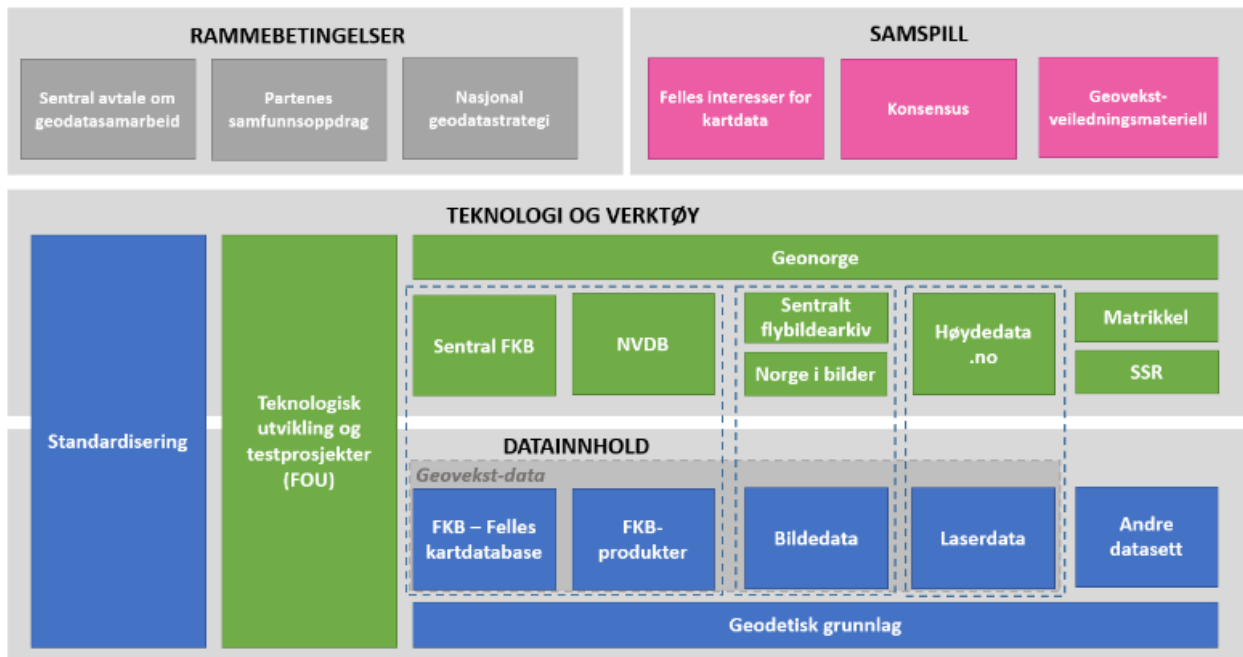 RAMMEBETINGELSER
Sentral avtale om
geodatasamarbeid
Partenes
samfunnsoppdrag
Nasjonal
geodatastrategi
SAMSPILL
Felles interesser for
kartdata
Konsensus
Geovekst-
veiledningsmateriell
TEKNOLOGI OG VERKTØY
Standardisering
Teknologisk
utvikling og
testprosjekter
(FOU)
Geonorge
Sentral FKB
NVDB
Sentralt
flybildearkiv
Norge i bilder
Høydedata
.no
Matrikkel
SSR
DATAINNHOLD
Geovekst-data
FKB – Felles
kartdatabase
FKB-
produkter
Bildedata
Laserdata
Andre
datasett
Geodetisk grunnlag